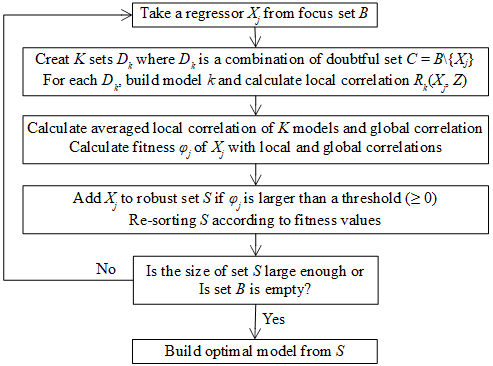 Take a regressor Xj from focus set B
Creat K sets Dk where Dk is a combination of doubtful set C = B\{Xj}
For each Dk, build model k and calculate local correlation Rk(Xj, Z)
Calculate averaged local correlation of K models and global correlation
Calculate fitness φj of Xj with local and global correlations
Add Xj to robust set S if φj is larger than a threshold (≥ 0)
Re-sorting S according to fitness values
No
Is the size of set S large enough or
Is set B is empty?
Yes
Build optimal model from S